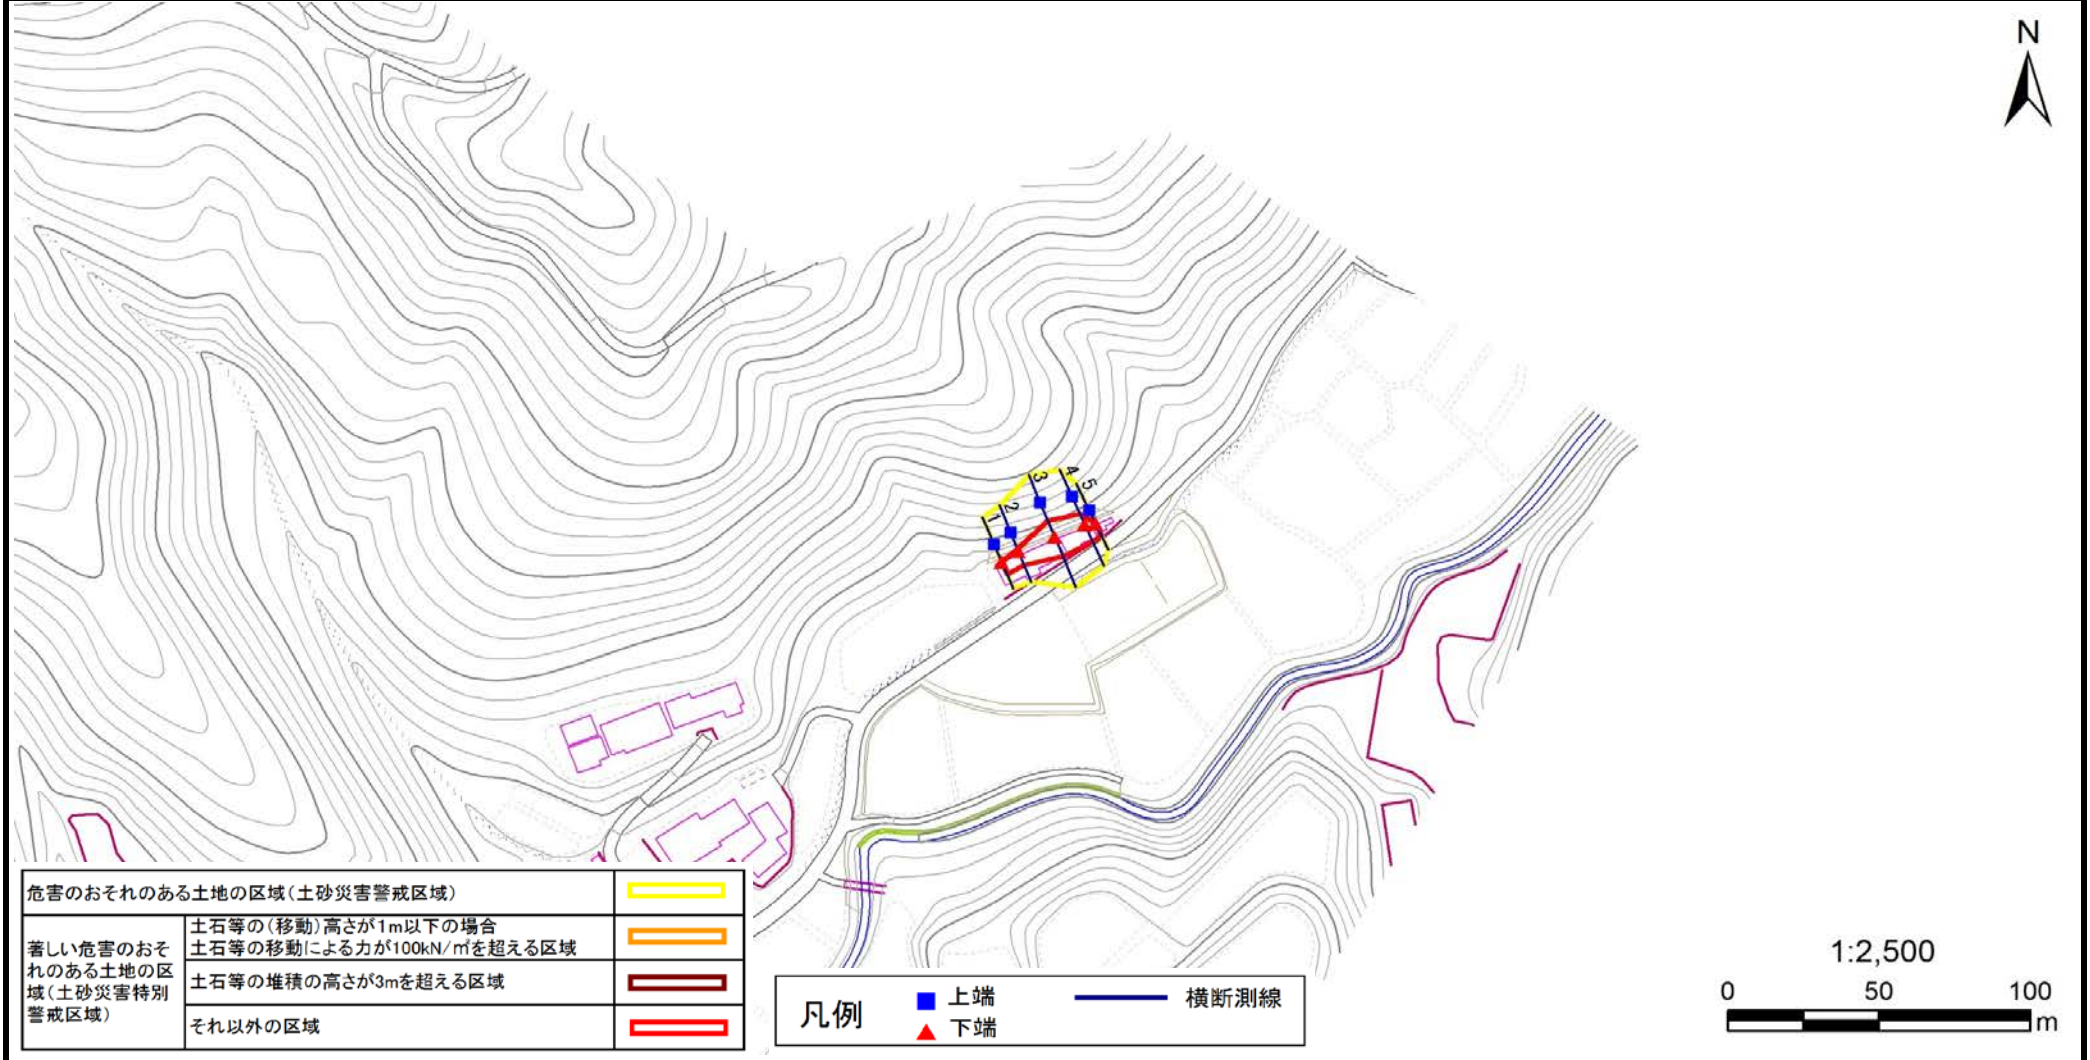 N
3
4
5
2
1
危害のおそれのある土地の区域(土砂災害警戒区域)
著しい危害のおそ
れのある土地の区
域(土砂災害特別
警戒区域)
土石等の(移動)高さが1m以下の場合
土石等の移動による力が100kN/㎡を超える区域
土石等の堆積の高さが3mを超える区域
それ以外の区域
凡例
上端
下端
横断測線
1:2,500
0 50 100
m